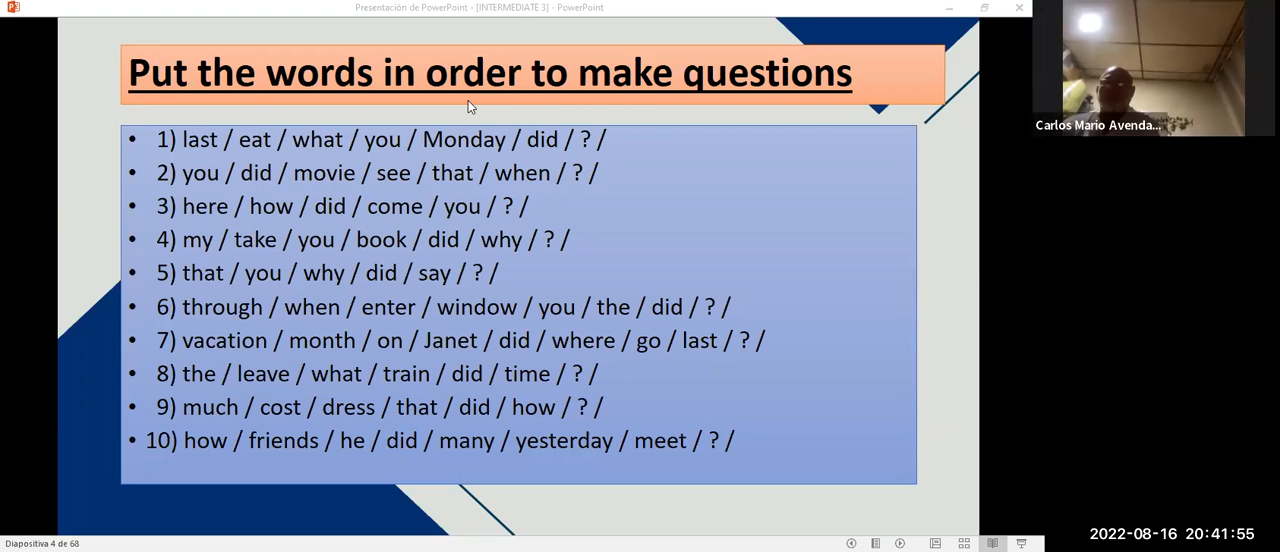 Presentación de PowerPoint - [INTERMEDIATE 3] - PowerPoint
Put the words in order to make questions
Carlos Mario Avenda...
• 1) last / eat / what / you / Monday / did / ? /
• 2) you / did / movie / see / that / when / ? /
• 3) here / how / did / come / you / ? /
• 4) my / take / you / book / did / why / ? /
• 5) that / you / why / did / say / ? /
• 6) through / when / enter / window / you / the / did / ? /
• 7) vacation / month / on / Janet / did / where / go / last / ? /
• 8) the / leave / what / train / did / time / ? /
• 9) much / cost / dress / that / did / how / ? /
• 10) how / friends / he / did / many / yesterday / meet / ? /
Diapositiva 4 de 68
2022-08-16 20:41:55